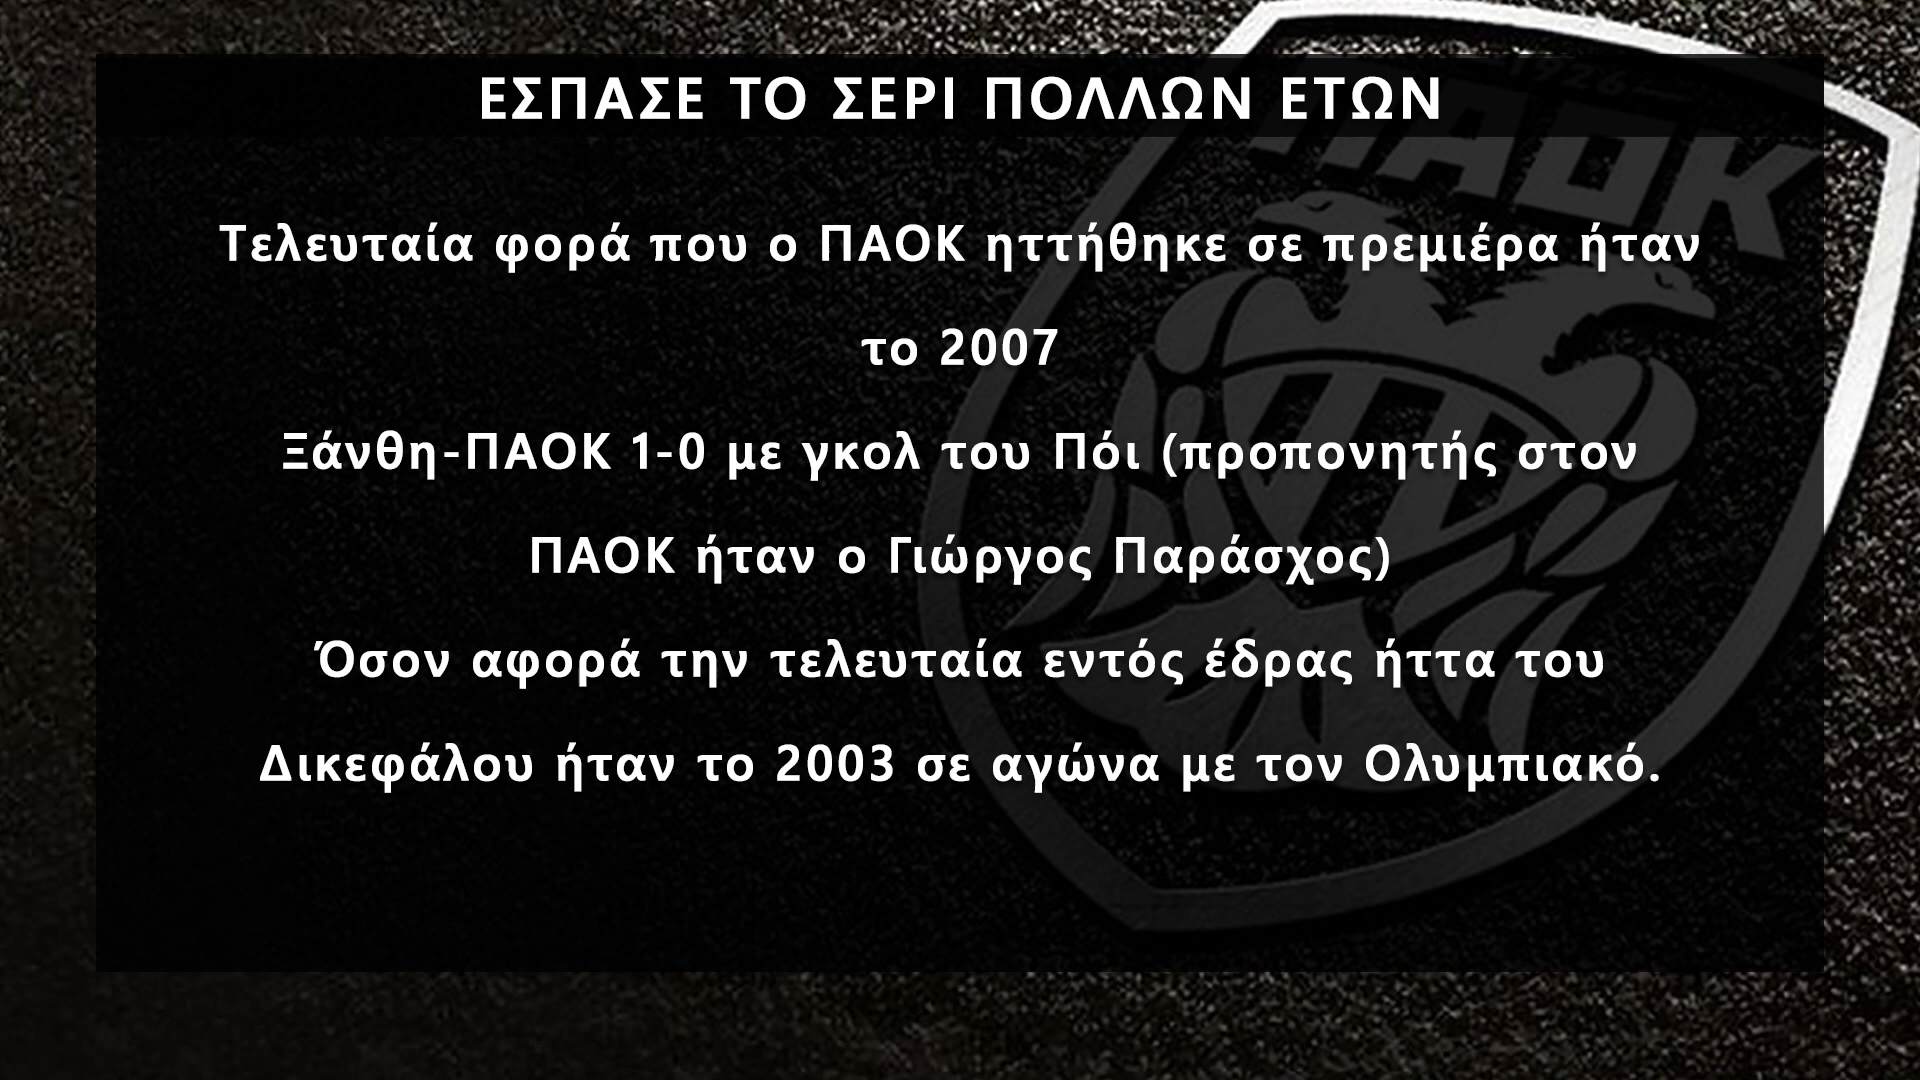 ΕΣΠΑΣΕ ΤΟ ΣΕΡΙ ΠΟΛΛΩΝ ΕΤΩΝ
1926
ΠΑΟΚ
Τελευταία φορά που ο ΠΑΟΚ ηττήθηκε σε πρεμιέρα ήταν
το 2007
Ξάνθη-ΠΑΟΚ 1-0 με γκολ του Πόι (προπονητής στον
ΠΑΟΚ ήταν ο Γιώργος Παράσχος)
Όσον αφορά την τελευταία εντός έδρας ήττα του
Δικεφάλου ήταν το 2003 σε αγώνα με τον Ολυμπιακό.